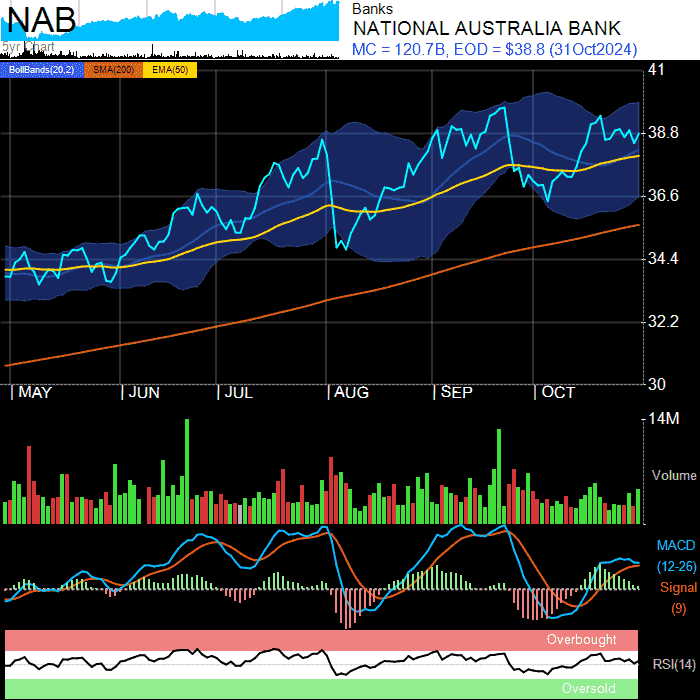 NAB
5yr Chart
Banks
NATIONAL AUSTRALIA BANK
MC = 120.7B, EOD = $38.8 (31Oct2024)
BollBands(20,2) SMA(200) EMA(50)
41
38.8
36.6
34.4
32.2
30
MAY JUN JUL AUG SEP OCT
14M
Volume
MACD
(12-26)
Signal
(9)
Overbought
RSI(14)
Oversold